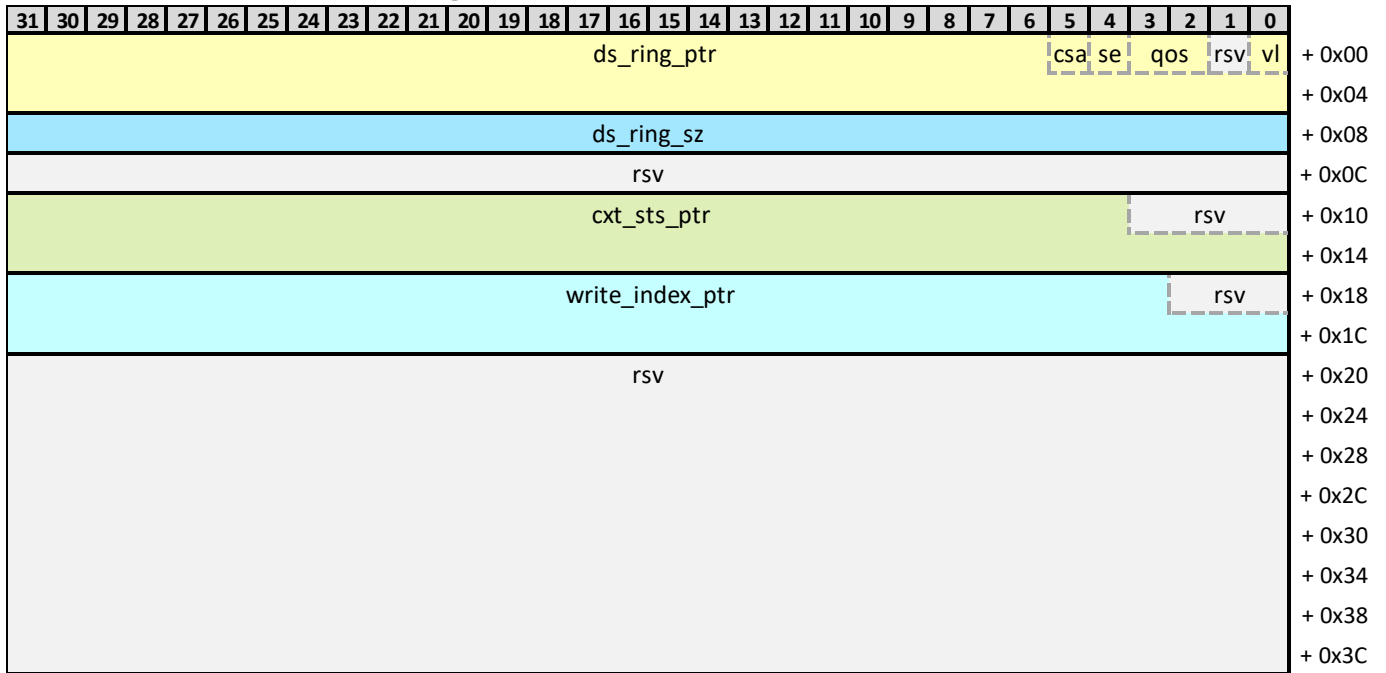 31 30 29 28 27 26 25 24 23 22 21 20 19 18 17 16 15 14 13 12 11 10 9 8 7 6 5 4 3 2 1 0
ds_ring_ptr csa se qos rsv vl + 0x00
+ 0x04
ds_ring_sz + 0x08
rsv + 0x0C
cxt_sts_ptr rsv + 0x10
+ 0x14
write_index_ptr rsv + 0x18
+ 0x1C
rsv + 0x20
+ 0x24
+ 0x28
+ 0x2C
+ 0x30
+ 0x34
+ 0x38
+ 0x3C